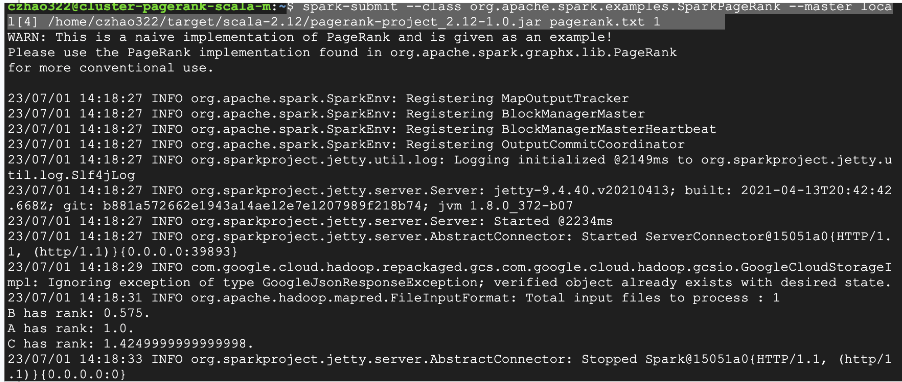 czhao322@cluster-pagerank-scala-m:~$ spark-submit --class org.apache.spark.examples.SparkPageRank --master loca
l[4] /home/czhao322/target/scala-2.12/pagerank-project_2.12-1.0.jar pagerank.txt 1
WARN: This is a naive implementation of PageRank and is given as an example!
Please use the PageRank implementation found in org.apache.spark.graphx.lib.PageRank
for more conventional use.
23/07/01 14:18:27 INFO org.apache.spark.SparkEnv: Registering MapOutputTracker
23/07/01 14:18:27 INFO org.apache.spark.SparkEnv: Registering BlockManagerMaster
23/07/01 14:18:27 INFO org.apache.spark.SparkEnv: Registering BlockManagerMasterHeartbeat
23/07/01 14:18:27 INFO org.apache.spark.SparkEnv: Registering OutputCommitCoordinator
23/07/01 14:18:27 INFO org.sparkproject.jetty.util.log: Logging initialized @2149ms to org.sparkproject.jetty.u
til.log.Slf4jLog
23/07/01 14:18:27 INFO org.sparkproject.jetty.server.Server: jetty-9.4.40.v20210413; built: 2021-04-13T20:42:42
.668Z; git: b881a572662e1943a14ae12e7e1207989f218b74; jvm 1.8.0_372-b07
23/07/01 14:18:27 INFO org.sparkproject.jetty.server.Server: Started @2234ms
23/07/01 14:18:27 INFO org.sparkproject.jetty.server.AbstractConnector: Started ServerConnector@15051a0{HTTP/1.
1, (http/1.1)}{0.0.0.0:39893}
23/07/01 14:18:29 INFO com.google.cloud.hadoop.repackaged.gcs.com.google.cloud.hadoop.gcsio.GoogleCloudStorageI
mpl: Ignoring exception of type GoogleJsonResponseException; verified object already exists with desired state.
23/07/01 14:18:31 INFO org.apache.hadoop.mapred.FileInputFormat: Total input files to process : 1
B has rank: 0.575.
A has rank: 1.0.
C has rank: 1.4249999999999998.
23/07/01 14:18:33 INFO org.sparkproject.jetty.server.AbstractConnector: Stopped Spark@15051a0{HTTP/1.1, (http/1
.1)}{0.0.0.0:0}